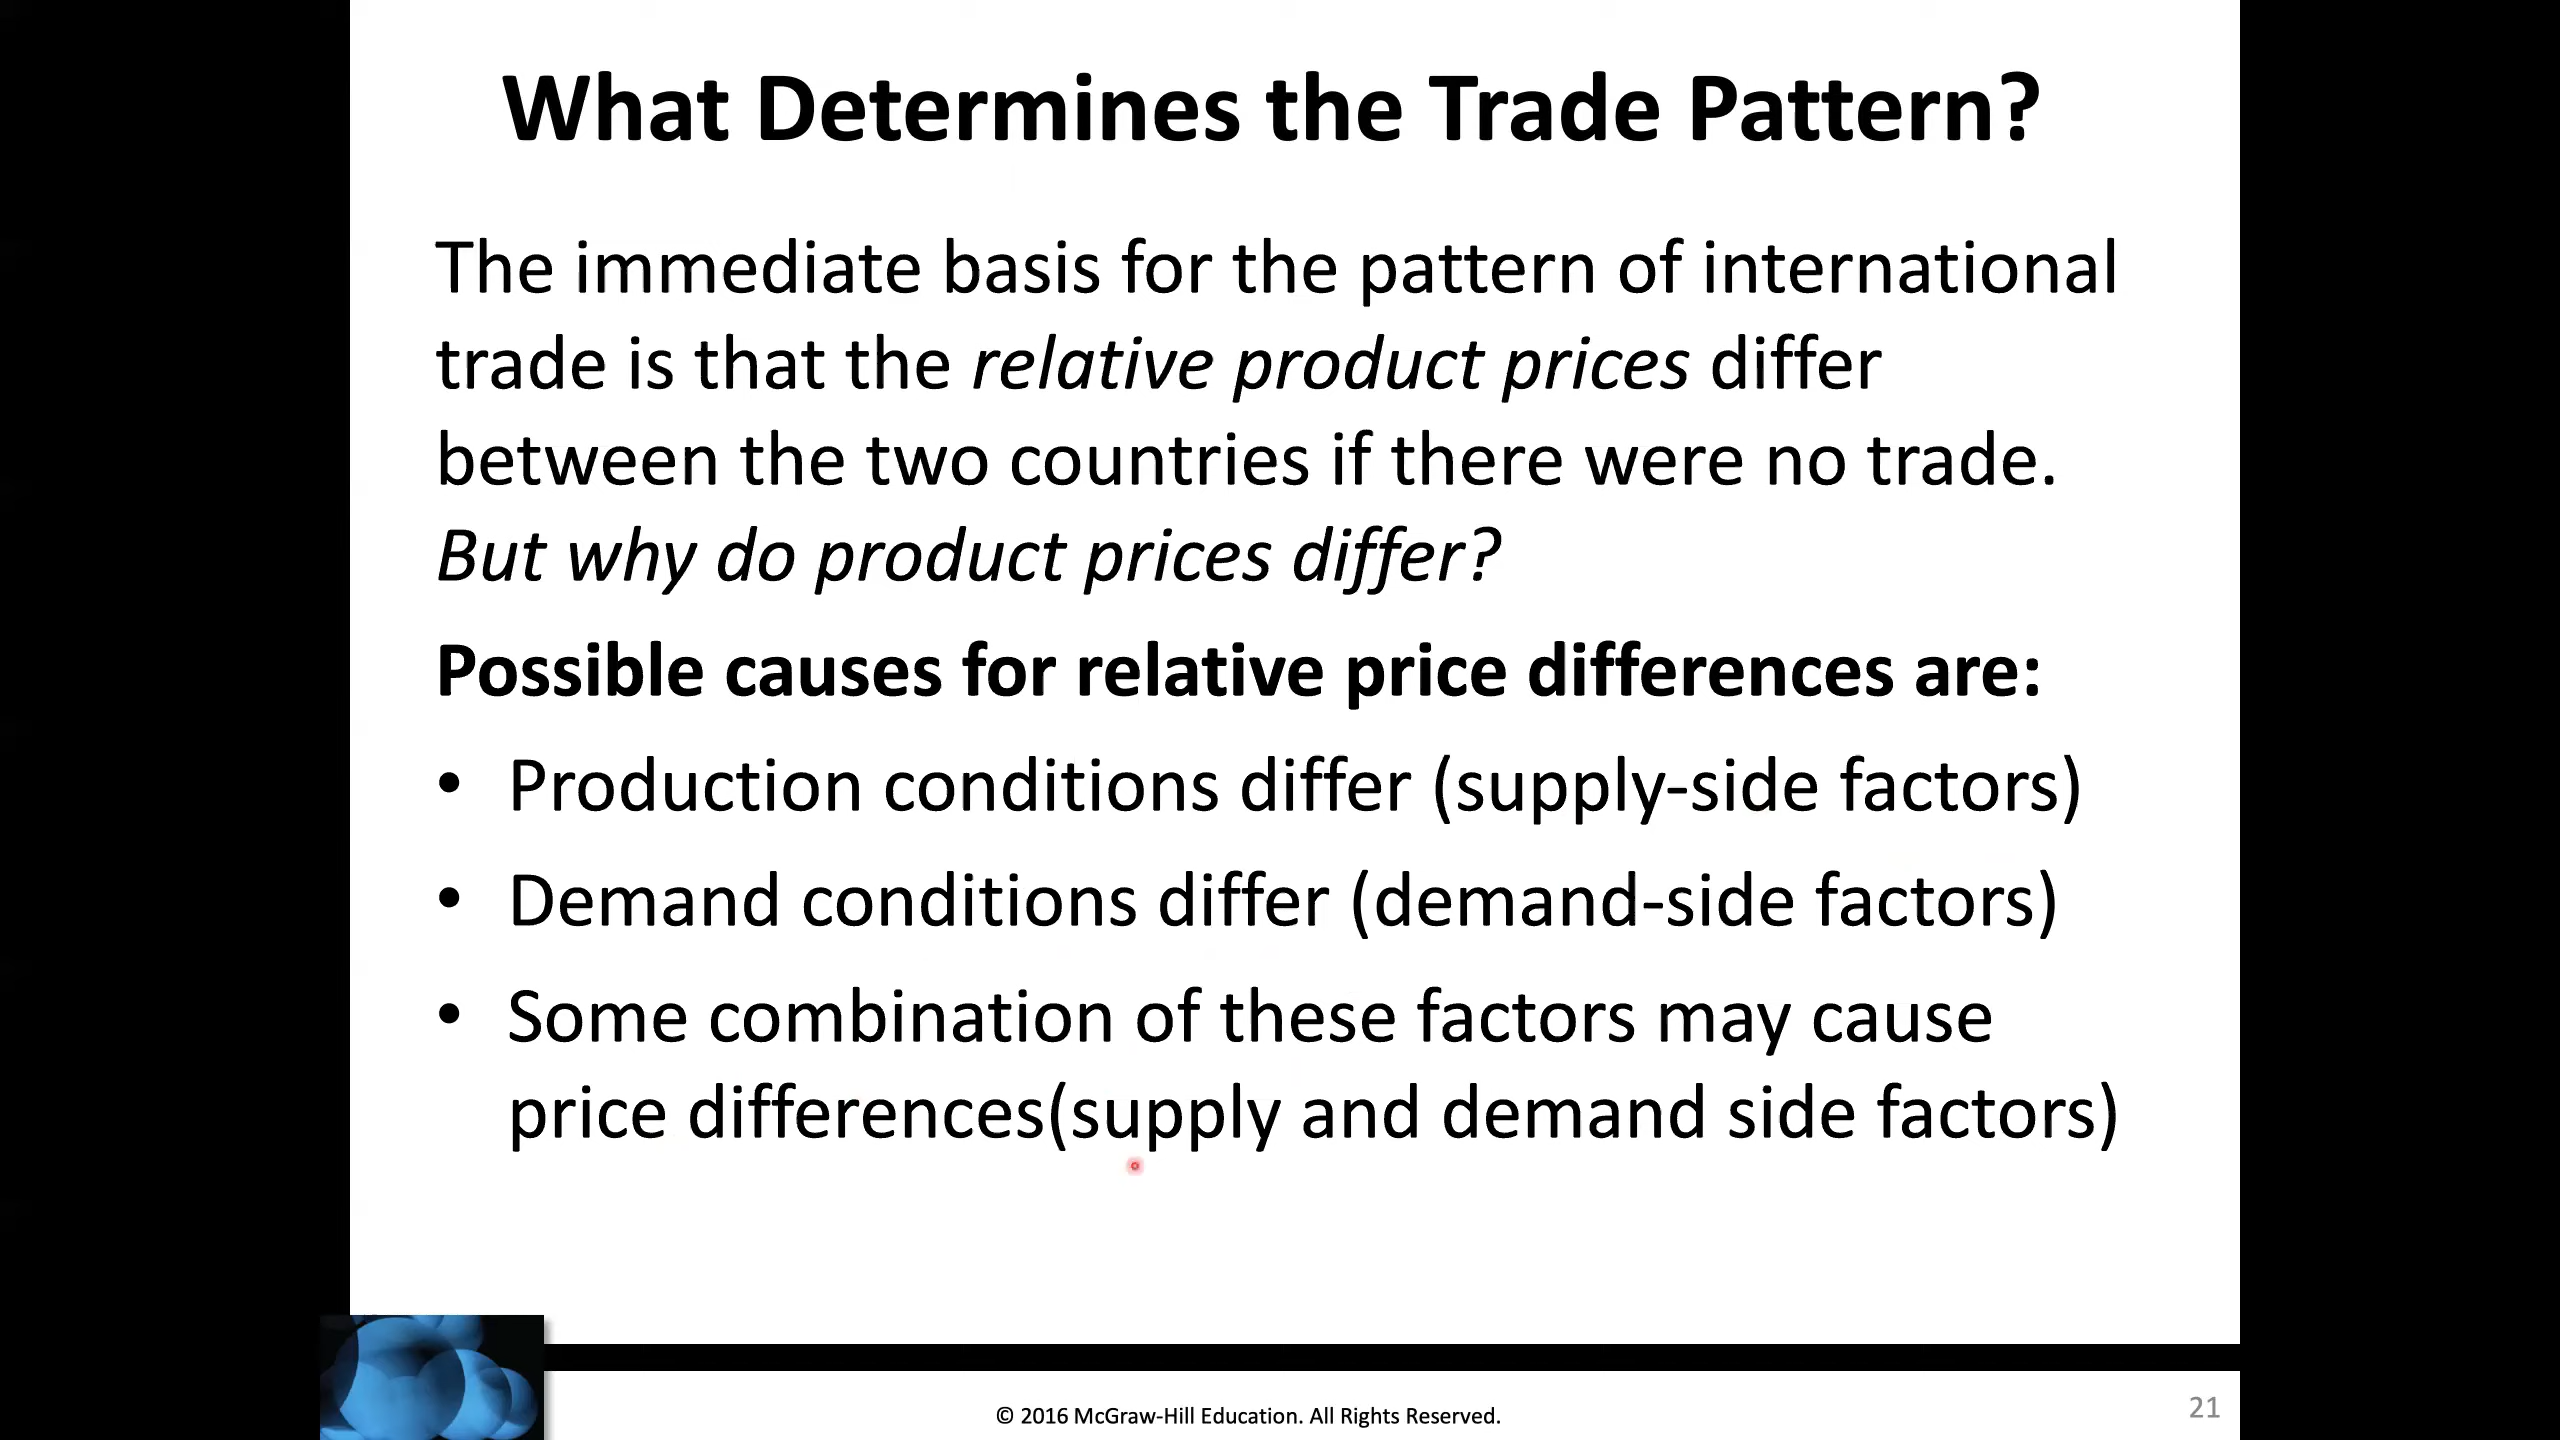 What Determines the Trade Pattern?
The immediate basis for the pattern of international
trade is that the relative product prices differ
between the two countries if there were no trade.
But why do product prices differ?
Possible causes for relative price differences are:
• Production conditions differ (supply-side factors)
• Demand conditions differ (demand-side factors)
• Some combination of these factors may cause
price differences(supply and demand side factors)
© 2016 McGraw-Hill Education. All Rights Reserved.
21